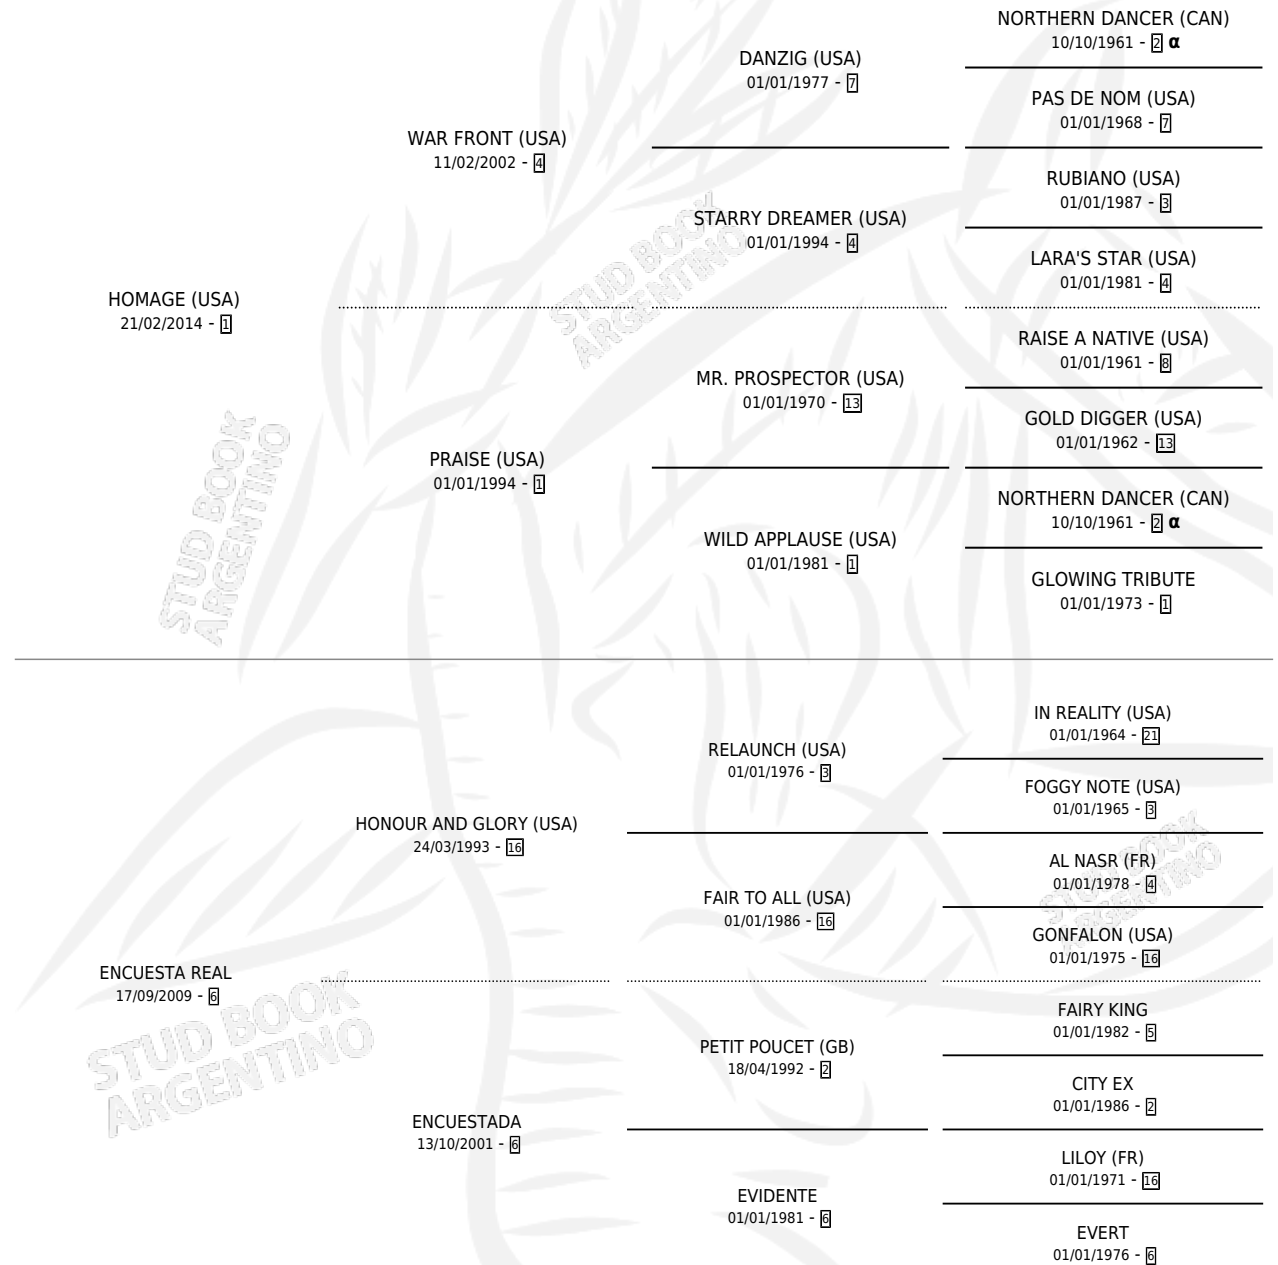 NORTHERN DANCER (CAN)
10/10/1961 - 2 α
DANZIG (USA)
01/01/1977 - 7
PAS DE NOM (USA)
01/01/1968 - 7
WAR FRONT (USA)
11/02/2002 - 4
RUBIANO (USA)
01/01/1987 - 3
STARRY DREAMER (USA)
01/01/1994 - 4
LARA'S STAR (USA)
01/01/1981 - 4
HOMAGE (USA)
21/02/2014 - 1
RAISE A NATIVE (USA)
01/01/1961 - 8
MR. PROSPECTOR (USA)
01/01/1970 - 13
GOLD DIGGER (USA)
01/01/1962 - 13
PRAISE (USA)
01/01/1994 - 1
NORTHERN DANCER (CAN)
10/10/1961 - 2 α
WILD APPLAUSE (USA)
01/01/1981 - 1
GLOWING TRIBUTE
01/01/1973 - 1
IN REALITY (USA)
01/01/1964 - 21
RELAUNCH (USA)
01/01/1976 - 3
FOGGY NOTE (USA)
01/01/1965 - 3
HONOUR AND GLORY (USA)
24/03/1993 - 16
AL NASR (FR)
01/01/1978 - 4
FAIR TO ALL (USA)
01/01/1986 - 16
GONFALON (USA)
01/01/1975 - 16
ENCUESTA REAL
17/09/2009 - 6
FAIRY KING
01/01/1982 - 5
PETIT POUCET (GB)
18/04/1992 - 2
CITY EX
01/01/1986 - 2
ENCUESTADA
13/10/2001 - 6
LILOY (FR)
01/01/1971 - 16
EVIDENTE
01/01/1981 - 6
EVERT
01/01/1976 - 6
STUD BOOK
ARGENTINO
STUD BOOK
ARGENTINO
STUD BOOK
ARGENTINO
STUD BOOK
ARGENTINO